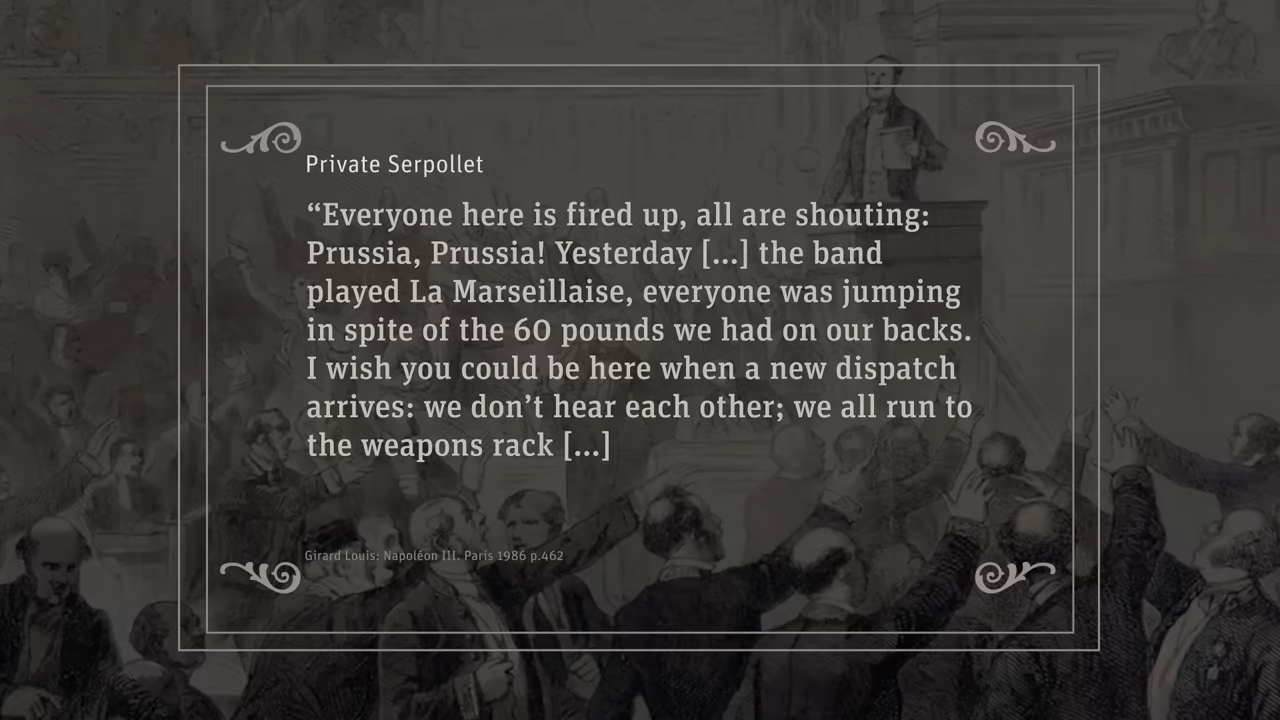 Private Serpollet
“Everyone here is fired up, all are shouting:
Prussia, Prussia! Yesterday [...] the band
played La Marseillaise, everyone was jumping
in spite of the 60 pounds we had on our backs.
I wish you could be here when a new dispatch
arrives: we don’t hear each other; we all run to
the weapons rack [...]
Girard Louis: Napoléon III. Paris 1986 p.462